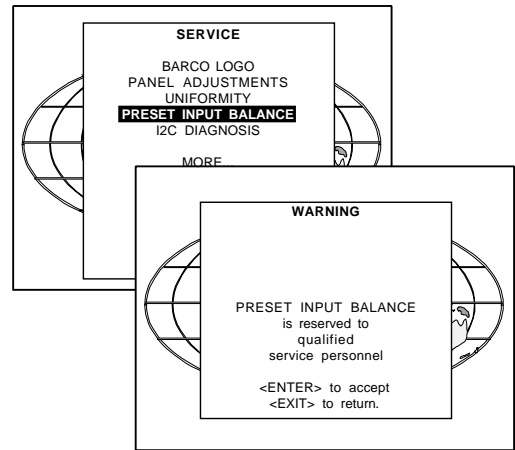 SERVICE
BARCO LOGO
PANEL ADJUSTMENTS
UNIFORMITY
PRESET INPUT BALANCE
I2C DIAGNOSIS
MORE...
WARNING
PRESET INPUT BALANCE
is reserved to
qualified
service personnel
<ENTER> to accept
<EXIT> to return.